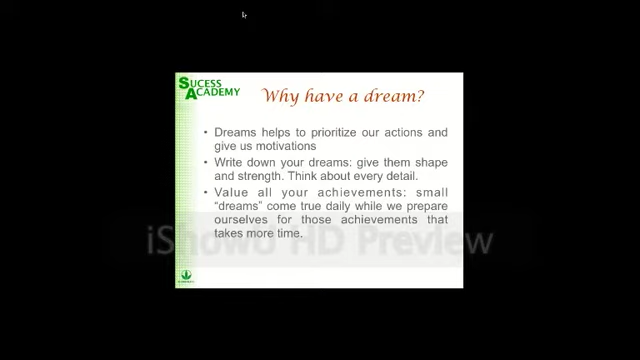 SUCESS
ACADEMY
Why have a dream?
• Dreams helps to prioritize our actions and
give us motivations
• Write down your dreams: give them shape
and strength. Think about every detail.
• Value all your achievements: small
“dreams” come true daily while we prepare
ourselves for those achievements that
takes more time.
iShowU HD Preview